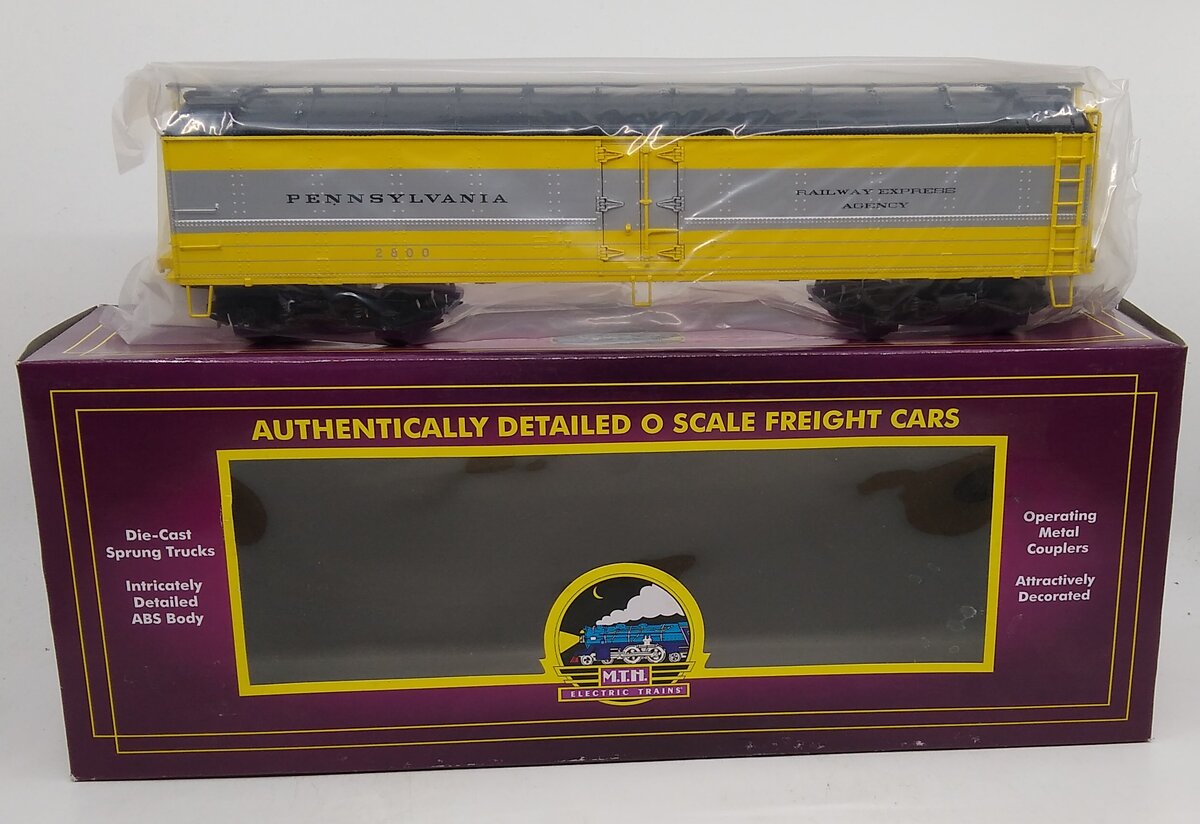 PENNSYLVANIA
RAILWAY EXPRESS
AGENCY
2800
AUTHENTICALLY DETAILED O SCALE FREIGHT CARS
Die-Cast
Sprung Trucks
Intricately
Detailed
ABS Body
Operating
Metal
Couplers
Attractively
Decorated
M.T.H.
ELECTRIC TRAINS